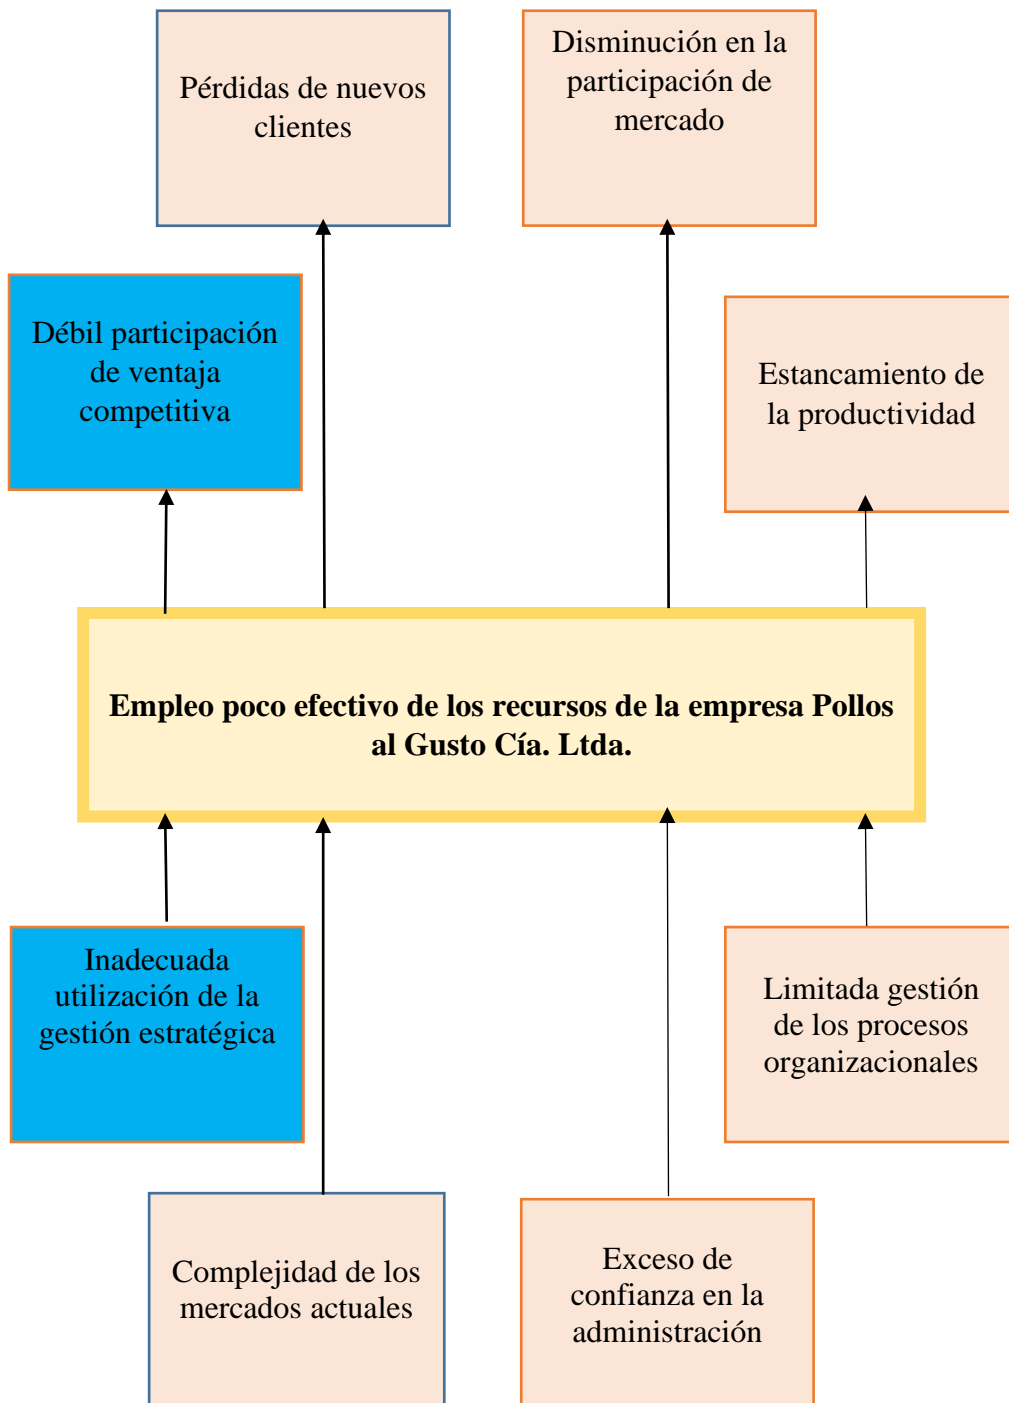 Pérdidas de nuevos
clientes
Disminución en la
participación de
mercado
Débil participación
de ventaja
competitiva
Estancamiento de
la productividad
Empleo poco efectivo de los recursos de la empresa Pollos
al Gusto Cía. Ltda.
Inadecuada
utilización de la
gestión estratégica
Limitada gestión
de los procesos
organizacionales
Complejidad de los
mercados actuales
Exceso de
confianza en la
administración